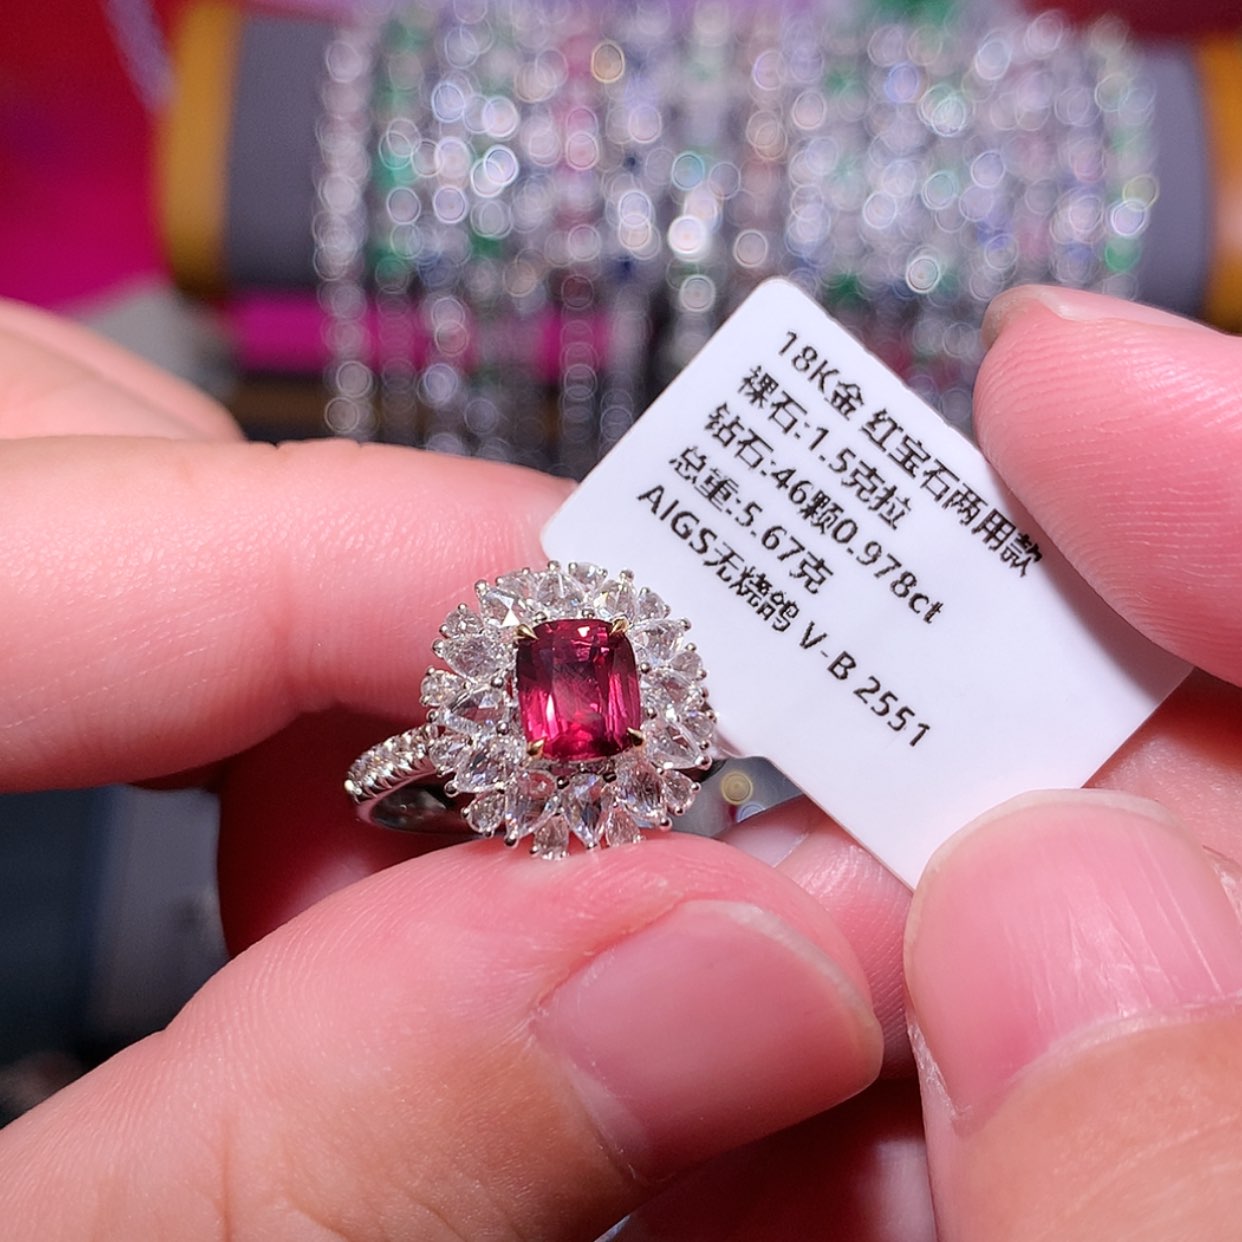 18K金 红宝石两用款
裸石:1.5克拉
钻石:46颗0.978ct
总重:5.67克
AIGS无烧鸽 V-B 2551